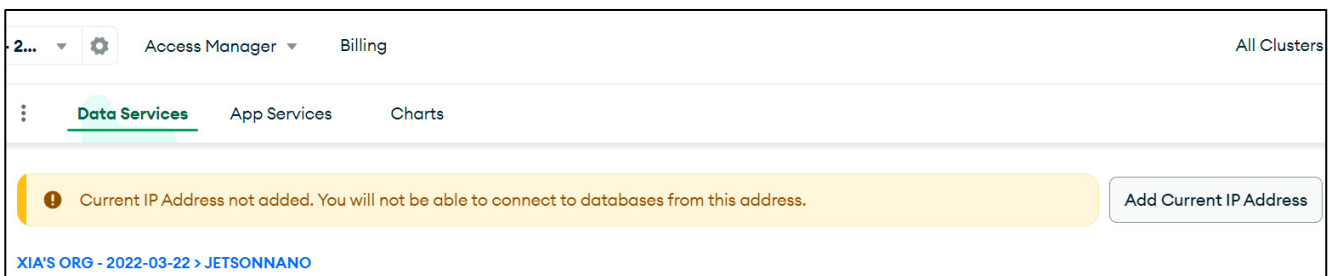 - 2... Access Manager Billing All Clusters
Data Services App Services Charts
Current IP Address not added. You will not be able to connect to databases from this address. Add Current IP Address
XIA'S ORG - 2022-03-22 > JETSONNANO